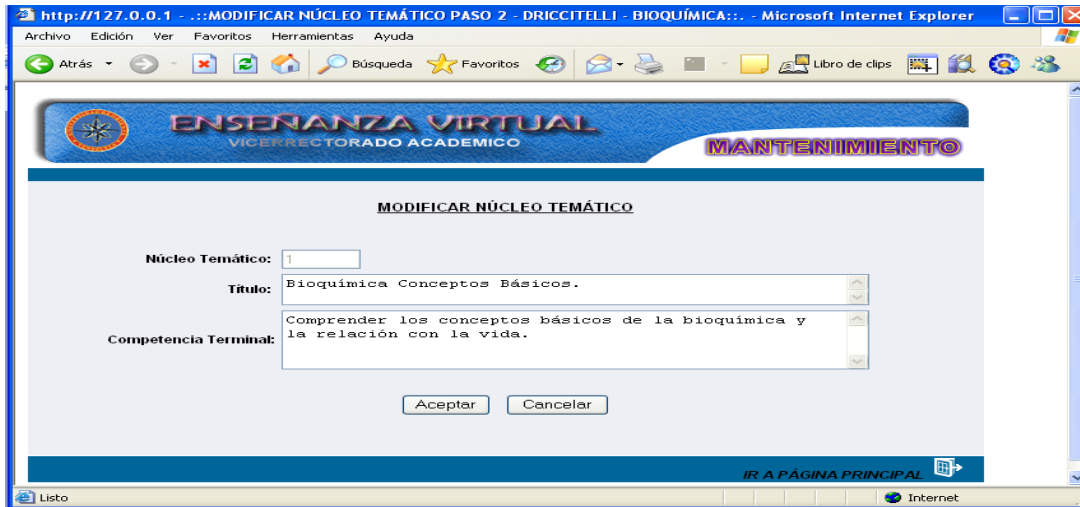 http://127.0.0.1 - .::MODIFICAR NÚCLEO TEMÁTICO PASO 2 - DRICCITELLI - BIOQUÍMICA::. - Microsoft Internet Explorer
Archivo Edición Ver Favoritos Herramientas Ayuda
Atrás Búsqueda Favoritos Libro de clips
ENSEÑANZA VIRTUAL
VICERRECTORADO ACADEMICO
MANTENIMIENTO
MODIFICAR NÚCLEO TEMÁTICO
Núcleo Temático: 1
Título: Bioquímica Conceptos Básicos.
Competencia Terminal: Comprender los conceptos básicos de la bioquímica y
la relación con la vida.
Aceptar Cancelar
IR A PÁGINA PRINCIPAL
Listo Internet